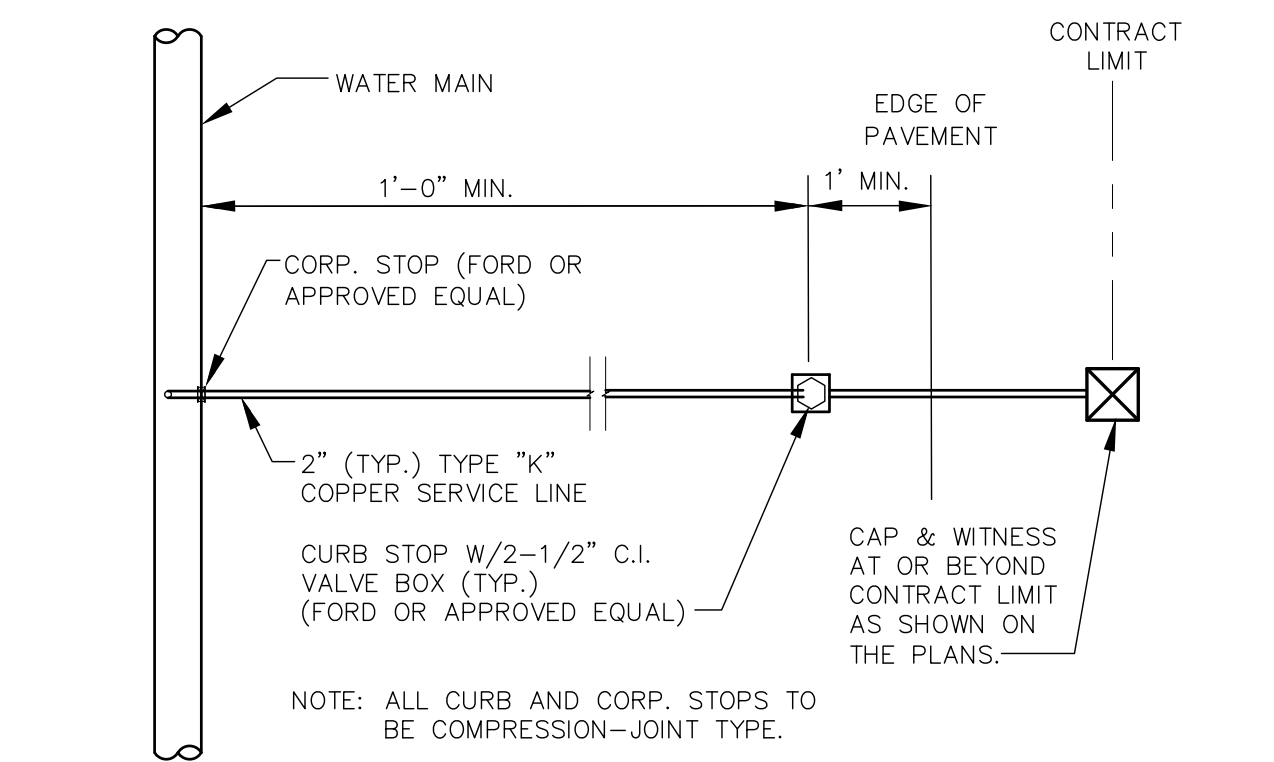 CONTRACT
LIMIT
WATER MAIN
EDGE OF
PAVEMENT
1'-0" MIN.
1' MIN.
CORP. STOP (FORD OR
APPROVED EQUAL)
2" (TYP.) TYPE "K"
COPPER SERVICE LINE
CURB STOP W/2-1/2" C.I.
VALVE BOX (TYP.)
(FORD OR APPROVED EQUAL)
CAP & WITNESS
AT OR BEYOND
CONTRACT LIMIT
AS SHOWN ON
THE PLANS.
NOTE: ALL CURB AND CORP. STOPS TO
BE COMPRESSION-JOINT TYPE.